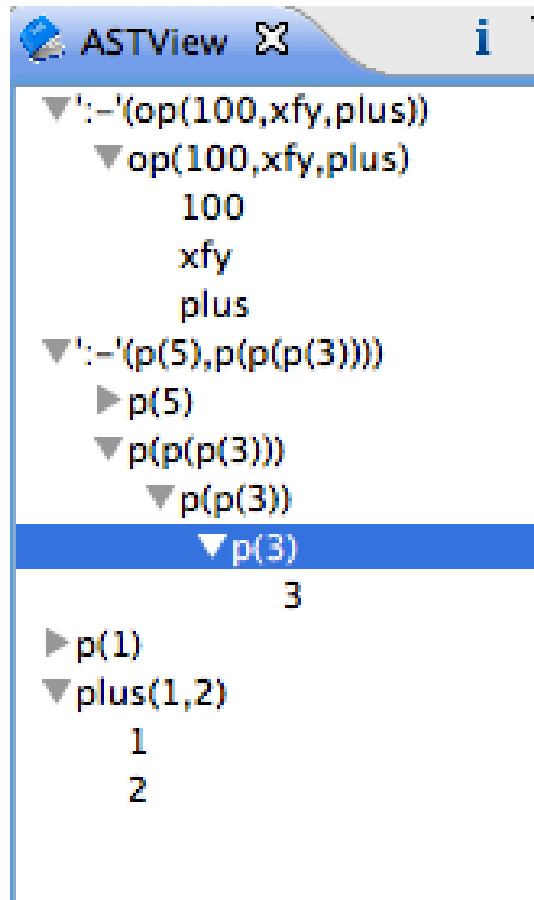 ASTView i
':-'(op(100,xfy,plus))
op(100,xfy,plus)
100
xfy
plus
':-'(p(5),p(p(p(3))))
p(5)
p(p(p(3)))
p(p(3))
p(3)
3
p(1)
plus(1,2)
1
2